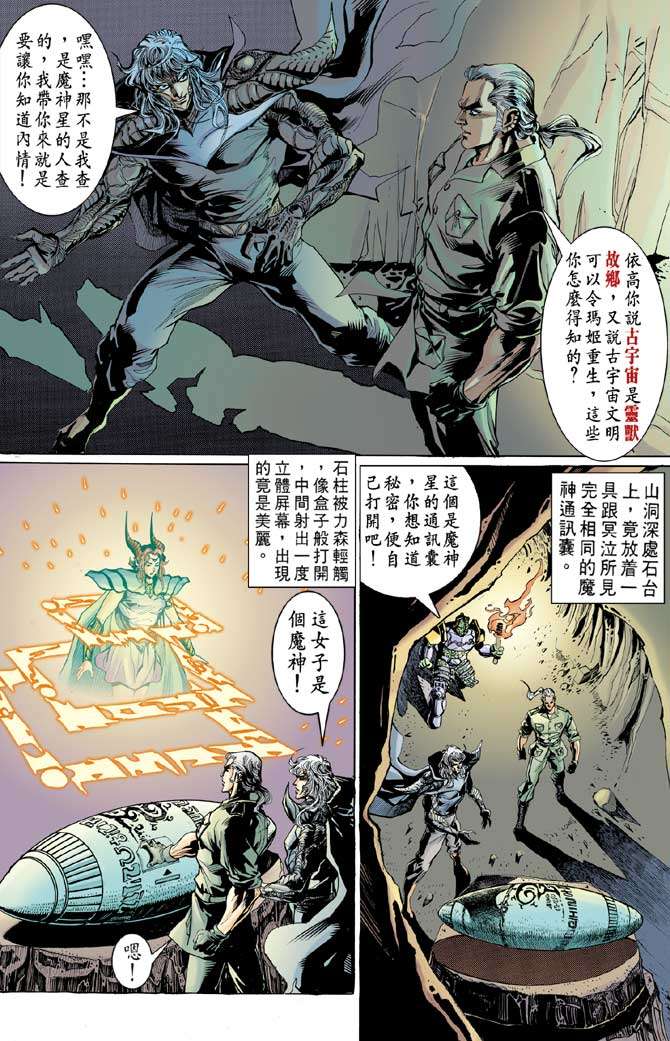 依高你說古宇宙是靈獸
故鄉，又說古宇宙文明
可以令瑪姬重生，這些
你怎麼得知的？
嘿嘿…那不是我查
，是魔神星的人查
的，我帶你來就是
要讓你知道內情！
山洞深處石台
上，竟放着一
具跟冥泣所見
完全相同的魔
神通訊囊。
這個是魔神
星的通訊囊
，你想知道
秘密，便自
己打開吧！
石柱被力森輕觸
，像盒子般打開
，中間射出一度
立體屏幕，出現
的竟是美麗。
這女子是
個魔神！
嗯！